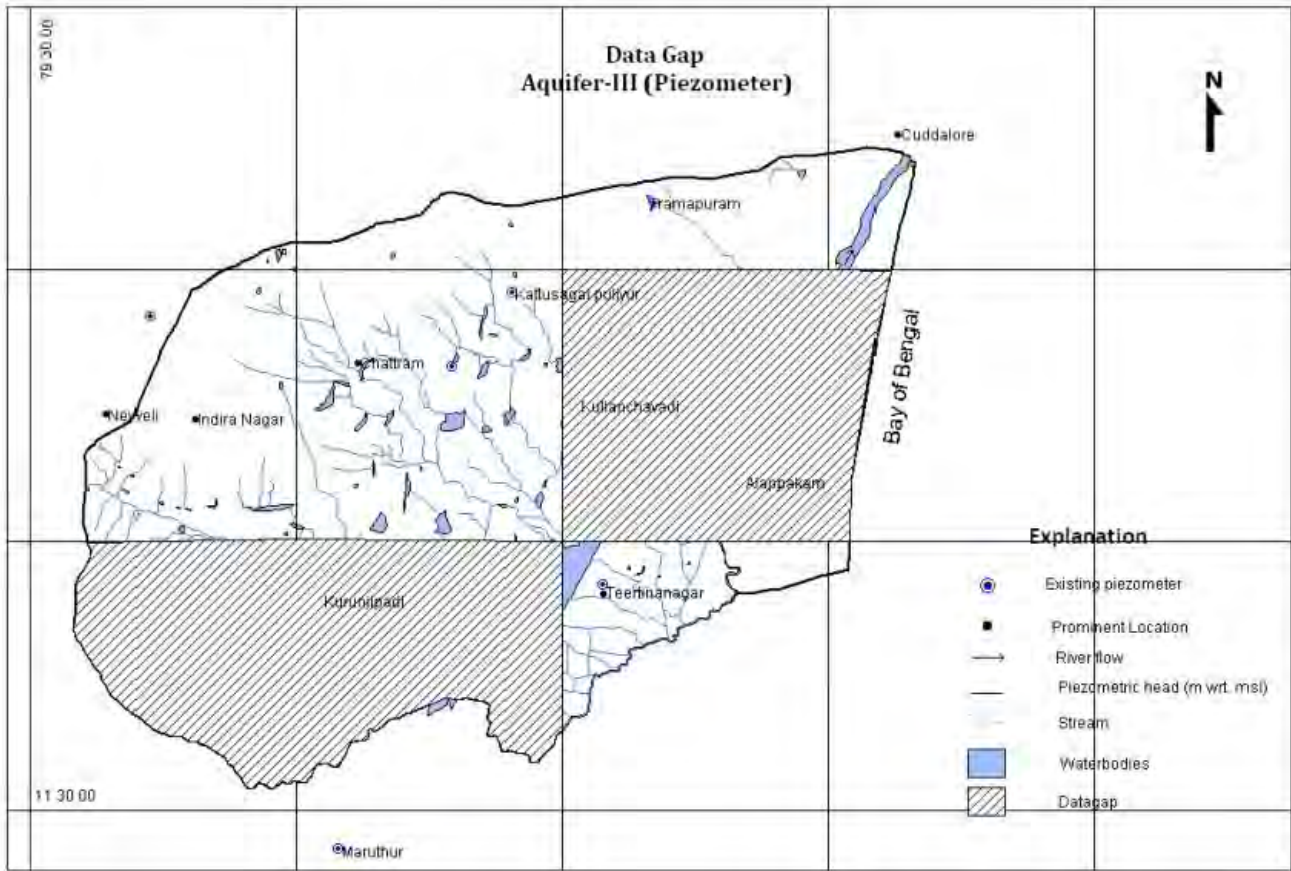 79 30 00
Data Gap
Aquifer-III (Piezometer)
N
Cuddalore
Tramapuram
Kattusagai puliyur
Chattram
Neyveli
Indira Nagar
Kullanchavadi
Bay of Bengal
Alappakam
Explanation
Existing piezometer
Teerthanagar
Kurunjipadi
Prominent Location
River flow
Piezometric head (m wrt. msl)
Stream
Waterbodies
Datagap
11 30 00
Maruthur